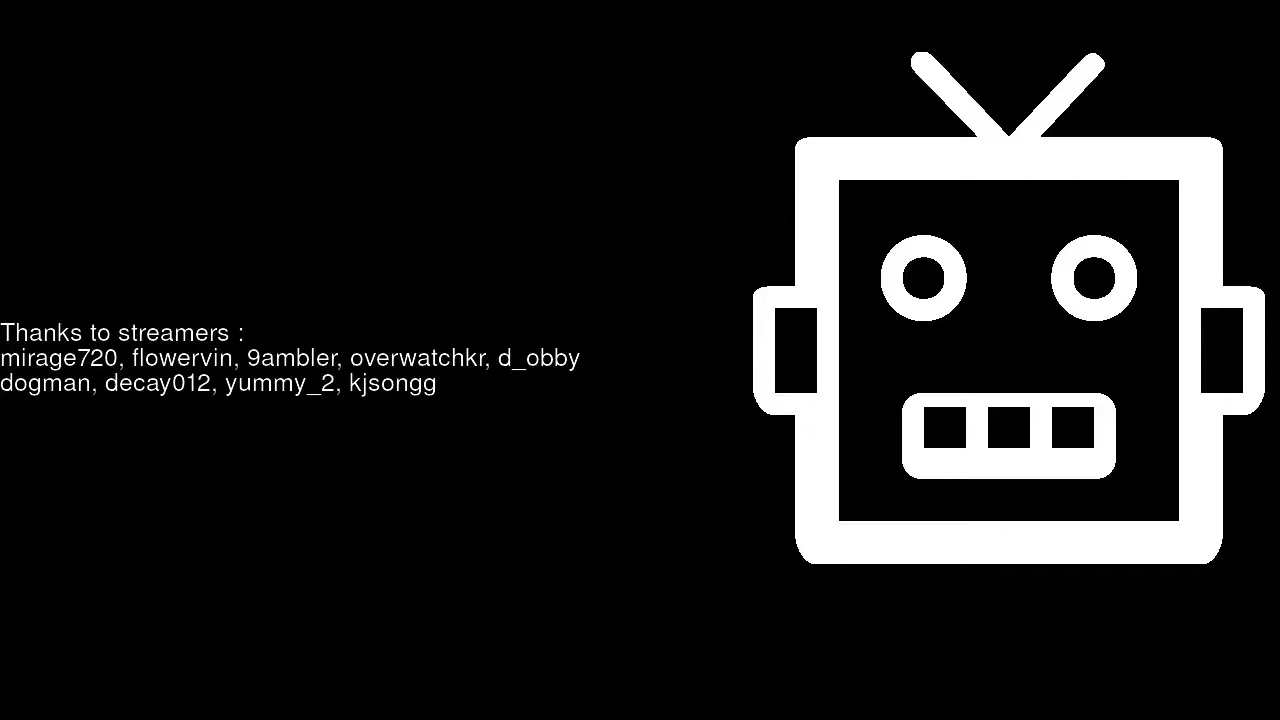 Thanks to streamers :
mirage720, flowervin, 9ambler, overwatchkr, d_obby
dogman, decay012, yummy_2, kjsongg